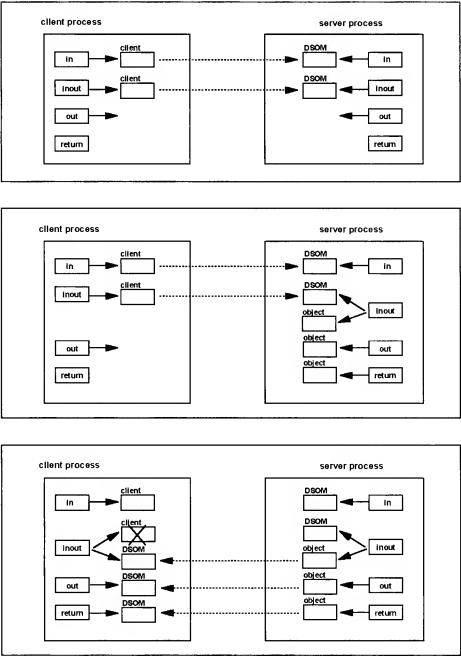 client process server process
client DSOM
in in
client DSOM
inout inout
out out
return return
client process server process
client DSOM
in in
client DSOM
inout
object inout
object
out out
object
return return
client process server process
client DSOM
in in
client DSOM
inout DSOM object inout
DSOM object
out out
DSOM object
return return